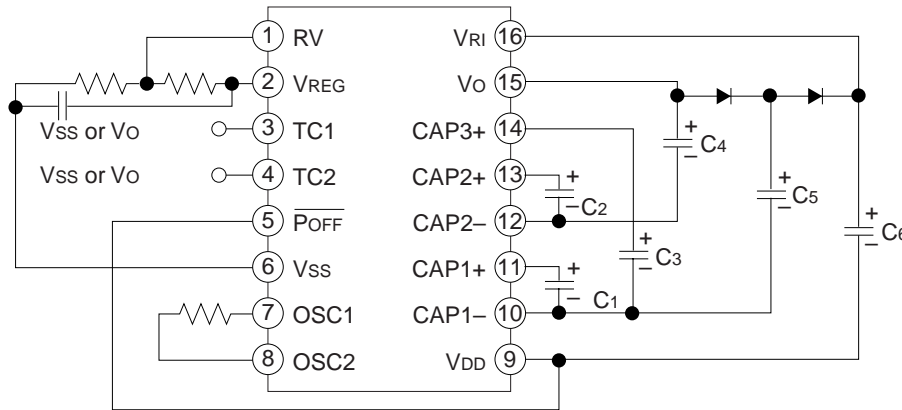 1 RV
2 VREG
3 TC1
4 TC2
5 POFF
6 VSS
7 OSC1
8 OSC2
VSS or VO
VSS or VO
VRI 16
VO 15
CAP3+ 14
CAP2+ 13
CAP2– 12
CAP1+ 11
CAP1– 10
VDD 9
+ – C4
+ – C2
+ – C5
+ – C3
+ – C6
+ – C1